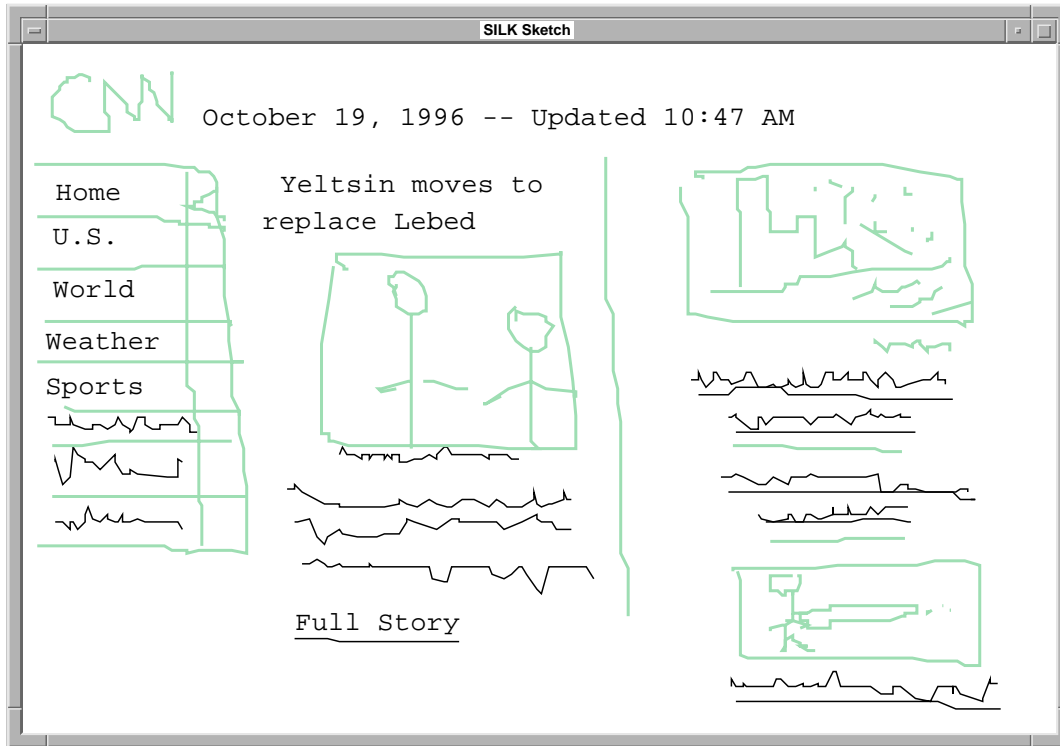 SILK Sketch
CNN
October 19, 1996 -- Updated 10:47 AM
Home
U.S.
World
Weather
Sports
Yeltsin moves to
replace Lebed
Full Story